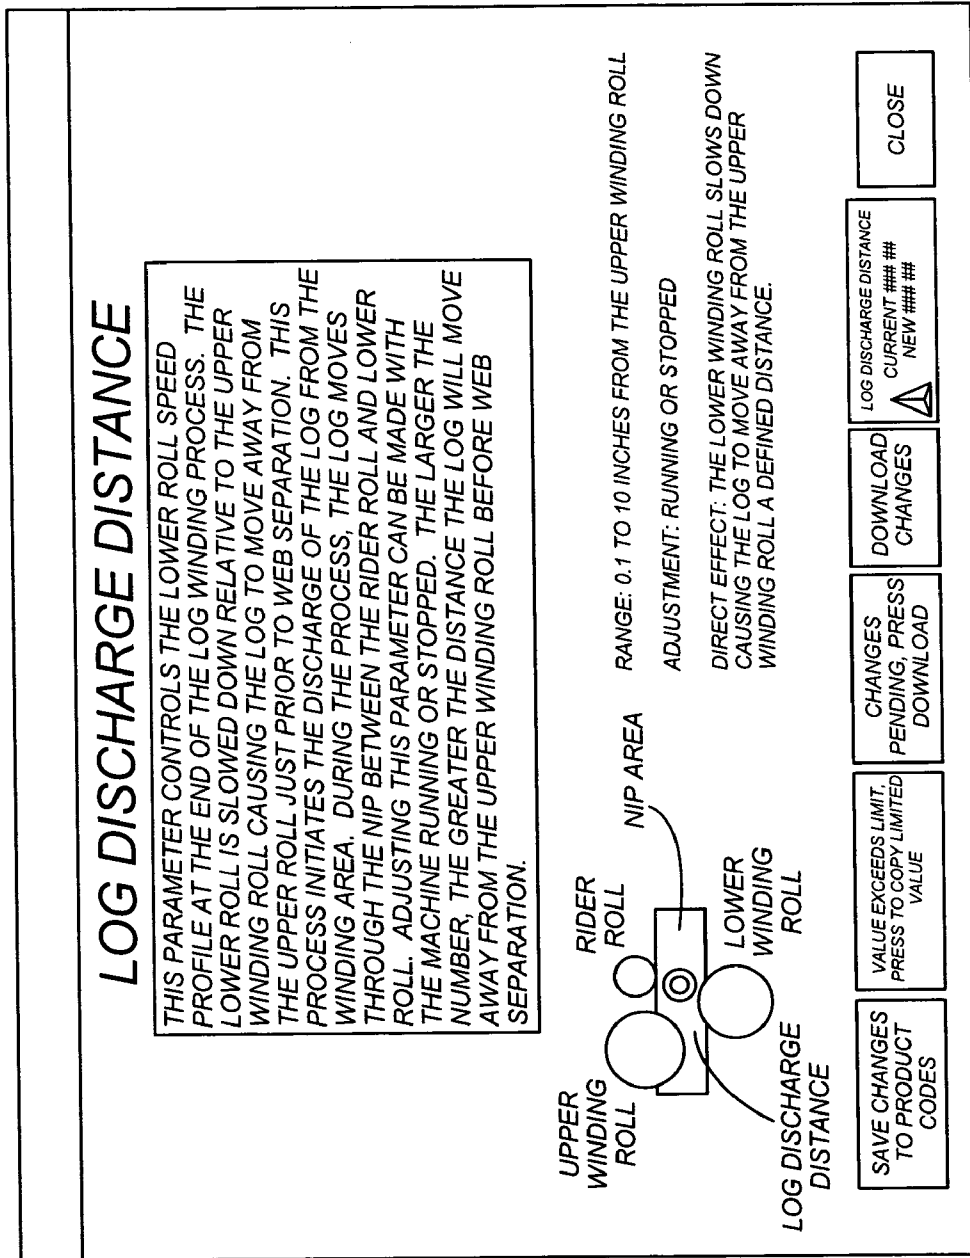 LOG DISCHARGE DISTANCE
THIS PARAMETER CONTROLS THE LOWER ROLL SPEED
PROFILE AT THE END OF THE LOG WINDING PROCESS. THE
LOWER ROLL IS SLOWED DOWN RELATIVE TO THE UPPER
WINDING ROLL CAUSING THE LOG TO MOVE AWAY FROM
THE UPPER ROLL JUST PRIOR TO WEB SEPARATION. THIS
PROCESS INITIATES THE DISCHARGE OF THE LOG FROM THE
WINDING AREA. DURING THE PROCESS, THE LOG MOVES
THROUGH THE NIP BETWEEN THE RIDER ROLL AND LOWER
ROLL. ADJUSTING THIS PARAMETER CAN BE MADE WITH
THE MACHINE RUNNING OR STOPPED. THE LARGER THE
NUMBER, THE GREATER THE DISTANCE THE LOG WILL MOVE
AWAY FROM THE UPPER WINDING ROLL BEFORE WEB
SEPARATION.
UPPER
WINDING
ROLL
RIDER
ROLL
NIP AREA
LOWER
WINDING
ROLL
LOG DISCHARGE
DISTANCE
RANGE: 0.1 TO 10 INCHES FROM THE UPPER WINDING ROLL
ADJUSTMENT: RUNNING OR STOPPED
DIRECT EFFECT: THE LOWER WINDING ROLL SLOWS DOWN
CAUSING THE LOG TO MOVE AWAY FROM THE UPPER
WINDING ROLL A DEFINED DISTANCE.
SAVE CHANGES
TO PRODUCT
CODES
VALUE EXCEEDS LIMIT,
PRESS TO COPY LIMITED
VALUE
CHANGES
PENDING, PRESS
DOWNLOAD
DOWNLOAD
CHANGES
LOG DISCHARGE DISTANCE
CURRENT ### ##
NEW ### ##
CLOSE